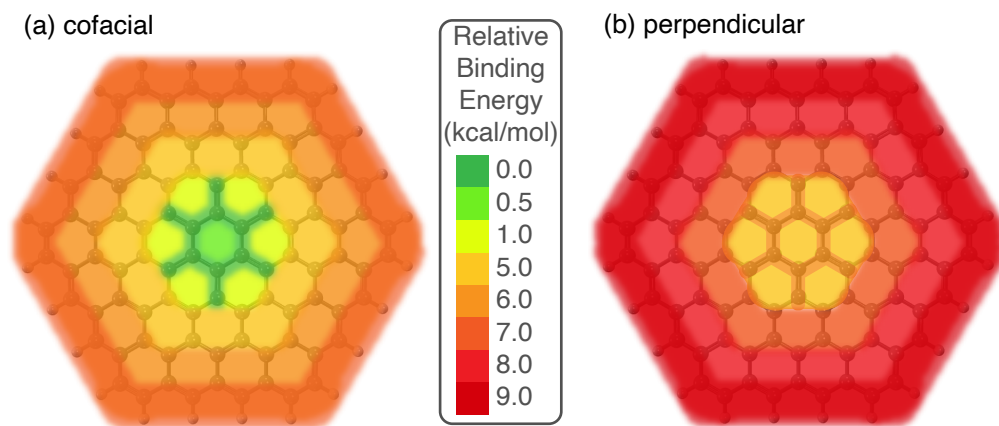 (a) cofacial
(b) perpendicular
Relative
Binding
Energy
(kcal/mol)
0.0
0.5
1.0
5.0
6.0
7.0
8.0
9.0